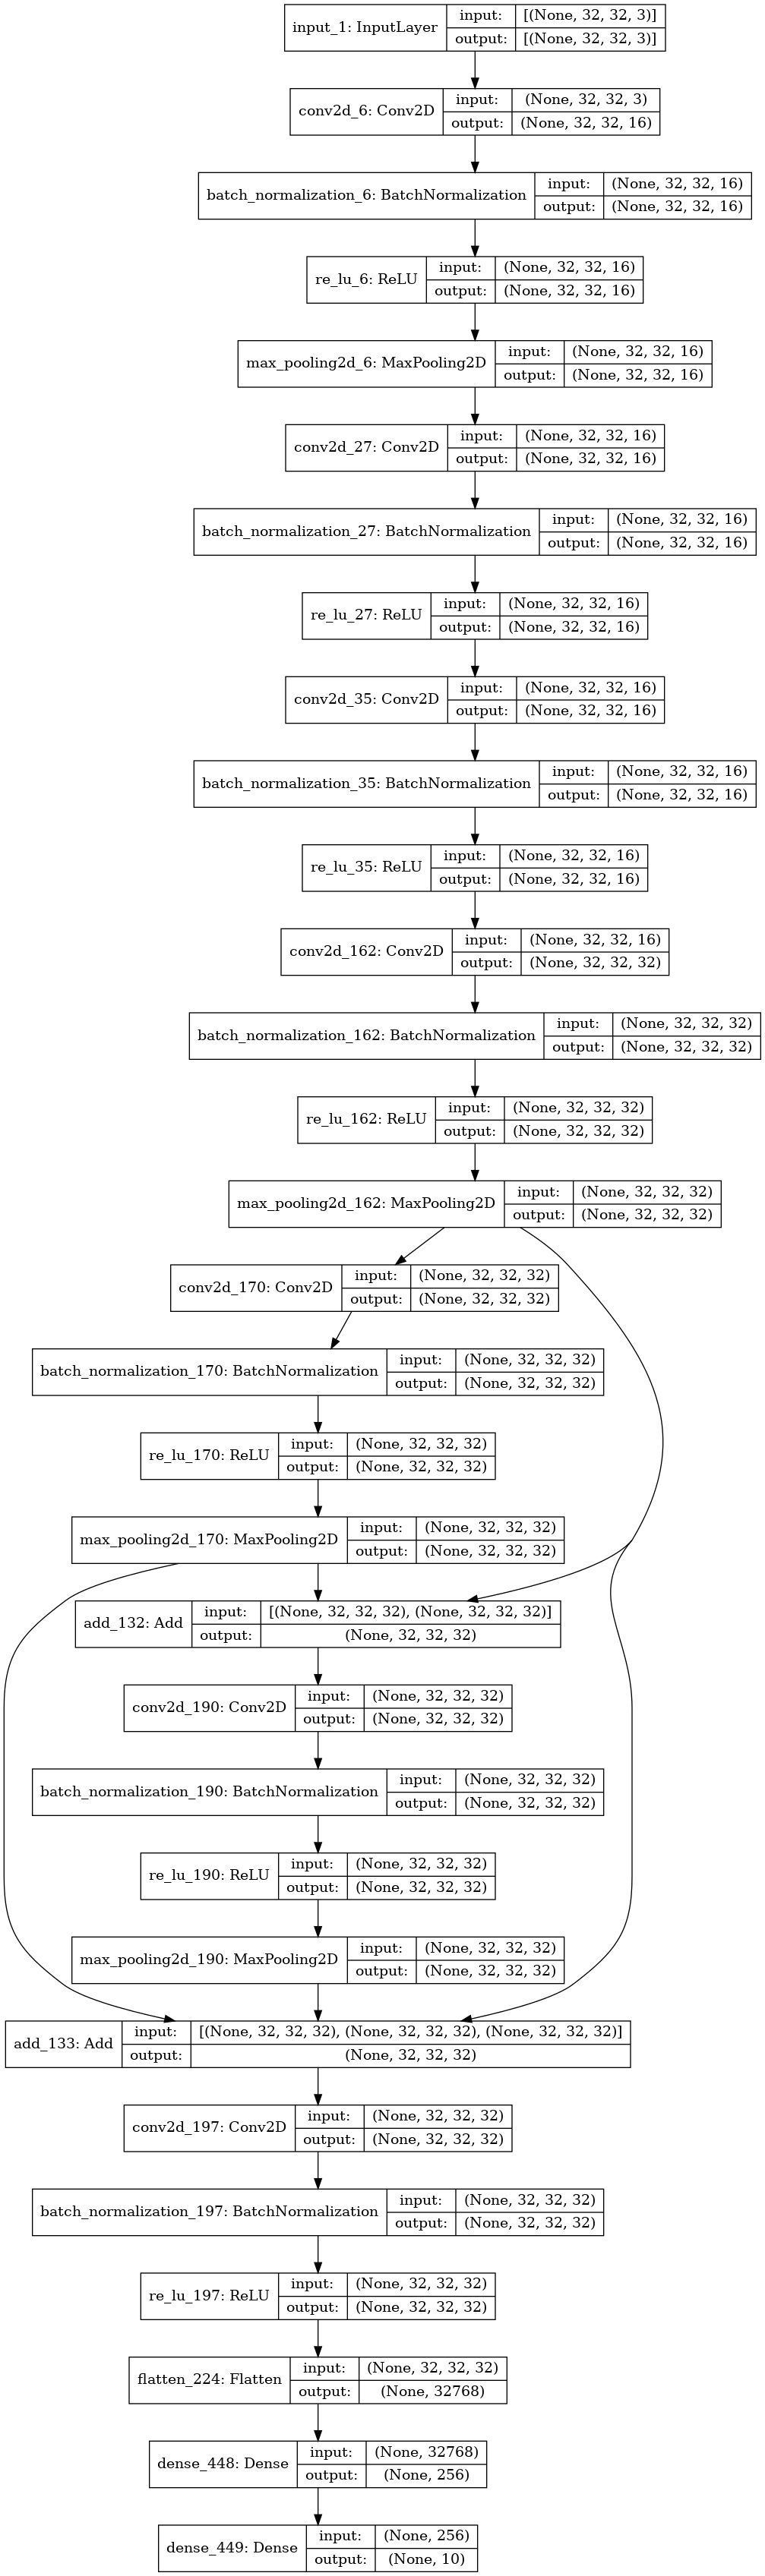 input_1: InputLayer input: [(None, 32, 32, 3)]
output: [(None, 32, 32, 3)]
conv2d_6: Conv2D input: (None, 32, 32, 3)
output: (None, 32, 32, 16)
batch_normalization_6: BatchNormalization input: (None, 32, 32, 16)
output: (None, 32, 32, 16)
re_lu_6: ReLU input: (None, 32, 32, 16)
output: (None, 32, 32, 16)
max_pooling2d_6: MaxPooling2D input: (None, 32, 32, 16)
output: (None, 32, 32, 16)
conv2d_27: Conv2D input: (None, 32, 32, 16)
output: (None, 32, 32, 16)
batch_normalization_27: BatchNormalization input: (None, 32, 32, 16)
output: (None, 32, 32, 16)
re_lu_27: ReLU input: (None, 32, 32, 16)
output: (None, 32, 32, 16)
conv2d_35: Conv2D input: (None, 32, 32, 16)
output: (None, 32, 32, 16)
batch_normalization_35: BatchNormalization input: (None, 32, 32, 16)
output: (None, 32, 32, 16)
re_lu_35: ReLU input: (None, 32, 32, 16)
output: (None, 32, 32, 16)
conv2d_162: Conv2D input: (None, 32, 32, 16)
output: (None, 32, 32, 32)
batch_normalization_162: BatchNormalization input: (None, 32, 32, 32)
output: (None, 32, 32, 32)
re_lu_162: ReLU input: (None, 32, 32, 32)
output: (None, 32, 32, 32)
max_pooling2d_162: MaxPooling2D input: (None, 32, 32, 32)
output: (None, 32, 32, 32)
conv2d_170: Conv2D input: (None, 32, 32, 32)
output: (None, 32, 32, 32)
batch_normalization_170: BatchNormalization input: (None, 32, 32, 32)
output: (None, 32, 32, 32)
re_lu_170: ReLU input: (None, 32, 32, 32)
output: (None, 32, 32, 32)
max_pooling2d_170: MaxPooling2D input: (None, 32, 32, 32)
output: (None, 32, 32, 32)
add_132: Add input: [(None, 32, 32, 32), (None, 32, 32, 32)]
output: (None, 32, 32, 32)
conv2d_190: Conv2D input: (None, 32, 32, 32)
output: (None, 32, 32, 32)
batch_normalization_190: BatchNormalization input: (None, 32, 32, 32)
output: (None, 32, 32, 32)
re_lu_190: ReLU input: (None, 32, 32, 32)
output: (None, 32, 32, 32)
max_pooling2d_190: MaxPooling2D input: (None, 32, 32, 32)
output: (None, 32, 32, 32)
add_133: Add input: [(None, 32, 32, 32), (None, 32, 32, 32), (None, 32, 32, 32)]
output: (None, 32, 32, 32)
conv2d_197: Conv2D input: (None, 32, 32, 32)
output: (None, 32, 32, 32)
batch_normalization_197: BatchNormalization input: (None, 32, 32, 32)
output: (None, 32, 32, 32)
re_lu_197: ReLU input: (None, 32, 32, 32)
output: (None, 32, 32, 32)
flatten_224: Flatten input: (None, 32, 32, 32)
output: (None, 32768)
dense_448: Dense input: (None, 32768)
output: (None, 256)
dense_449: Dense input: (None, 256)
output: (None, 10)